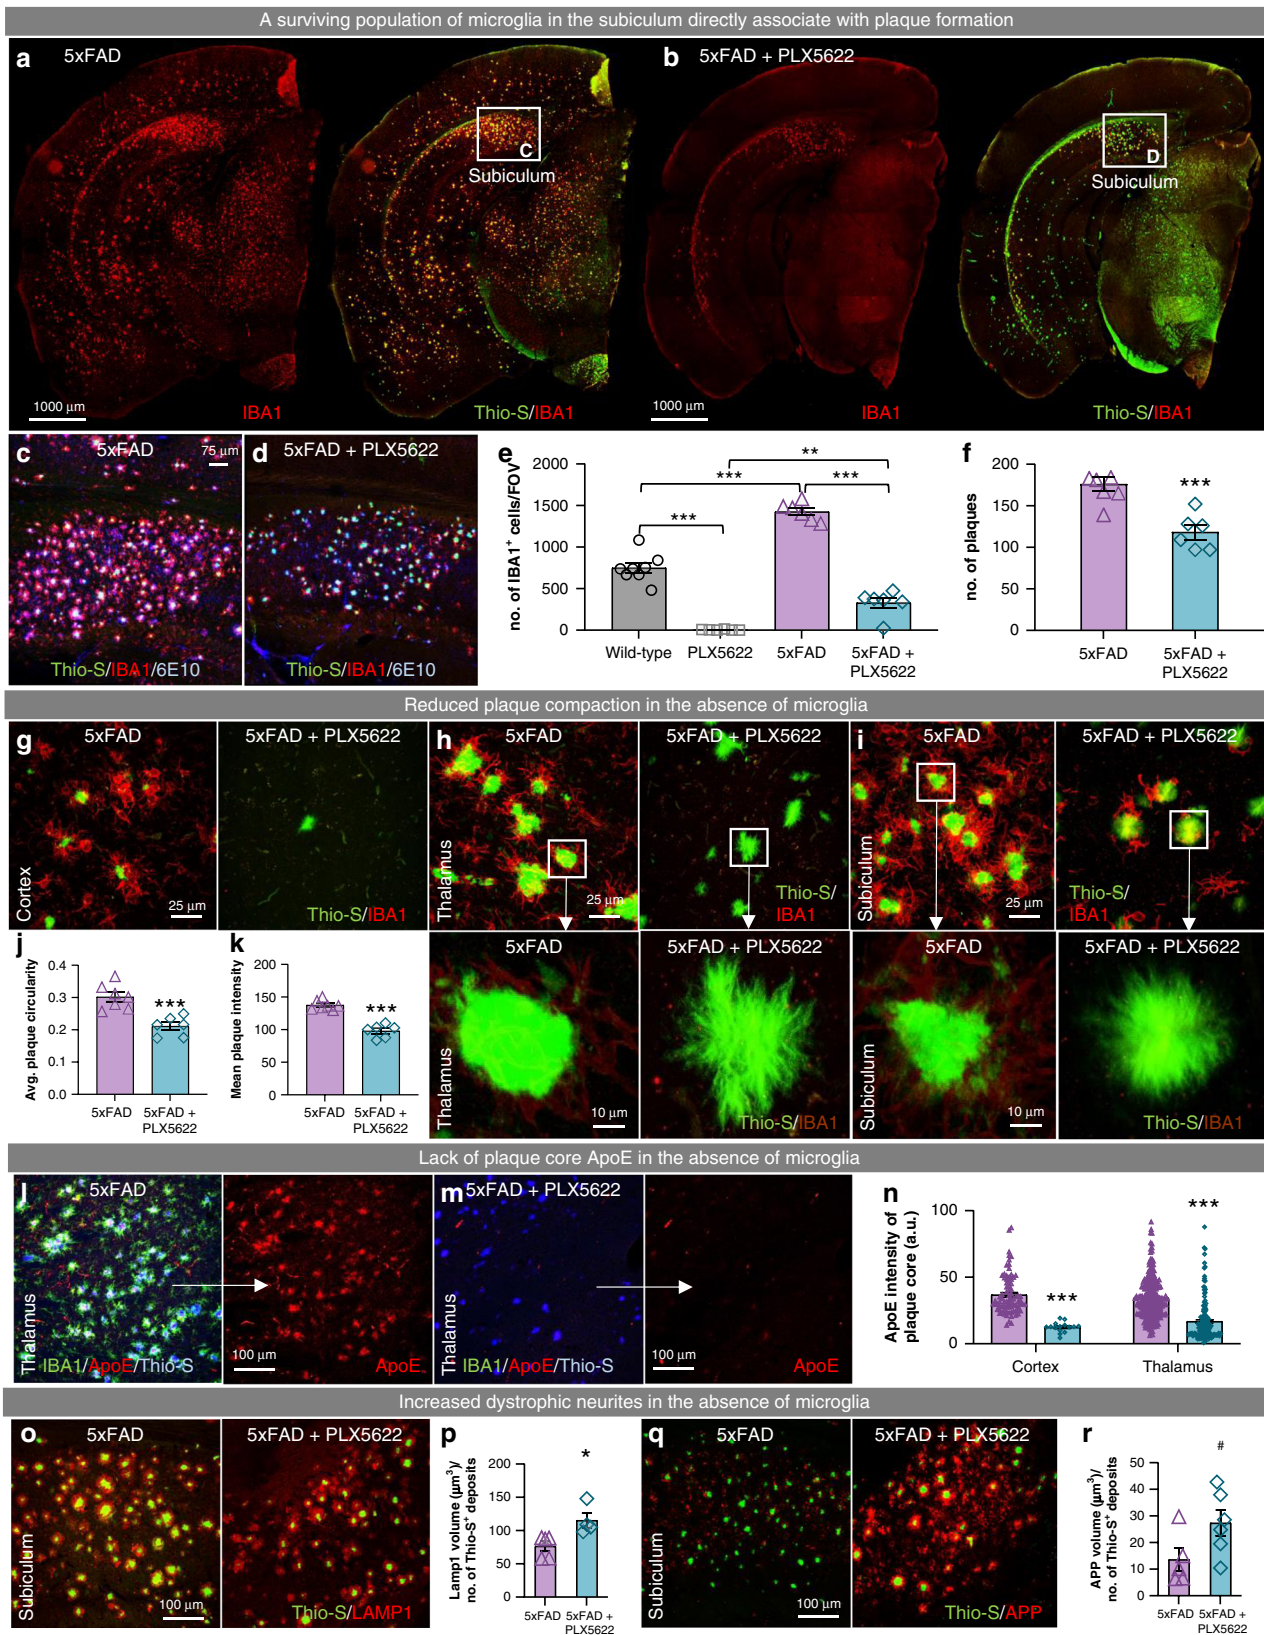 A surviving population of microglia in the subiculum directly associate with plaque formation
a
5xFAD
C
Subiculum
1000 µm
IBA1
Thio-S/IBA1
b
5xFAD + PLX5622
D
Subiculum
1000 µm
IBA1
Thio-S/IBA1
c
5xFAD
75 µm
Thio-S/IBA1/6E10
d
5xFAD + PLX5622
Thio-S/IBA1/6E10
e
no. of IBA1⁺ cells/FOV
2000
1500
1000
500
0
***
***
**
***
Wild-type
PLX5622
5xFAD
5xFAD +
PLX5622
f
no. of plaques
200
150
100
50
0
***
5xFAD
5xFAD +
PLX5622
Reduced plaque compaction in the absence of microglia
g
5xFAD
Cortex
25 µm
5xFAD + PLX5622
Thio-S/IBA1
h
5xFAD
Thalamus
25 µm
5xFAD + PLX5622
Thio-S/
IBA1
i
5xFAD
Subiculum
25 µm
5xFAD + PLX5622
Thio-S/
IBA1
j
Avg. plaque circularity
0.4
0.3
0.2
0.1
0.0
***
5xFAD
5xFAD +
PLX5622
k
Mean plaque intensity
200
150
100
50
0
***
5xFAD
5xFAD +
PLX5622
5xFAD
Thalamus
10 µm
5xFAD + PLX5622
Thio-S/IBA1
5xFAD
Subiculum
10 µm
5xFAD + PLX5622
Thio-S/IBA1
Lack of plaque core ApoE in the absence of microglia
l
5xFAD
Thalamus
IBA1/ApoE/Thio-S
100 µm
ApoE
m
5xFAD + PLX5622
Thalamus
IBA1/ApoE/Thio-S
100 µm
ApoE
n
ApoE intensity of
plaque core (a.u.)
100
50
0
***
***
Cortex
Thalamus
Increased dystrophic neurites in the absence of microglia
o
5xFAD
Subiculum
100 µm
5xFAD + PLX5622
Thio-S/LAMP1
p
Lamp1 volume (µm³)/
no. of Thio-S⁺ deposits
200
150
100
50
0
*
5xFAD
5xFAD +
PLX5622
q
5xFAD
Subiculum
100 µm
5xFAD + PLX5622
Thio-S/APP
r
APP volume (µm³)/
no. of Thio-S⁺ deposits
50
40
30
20
10
0
#
5xFAD
5xFAD +
PLX5622